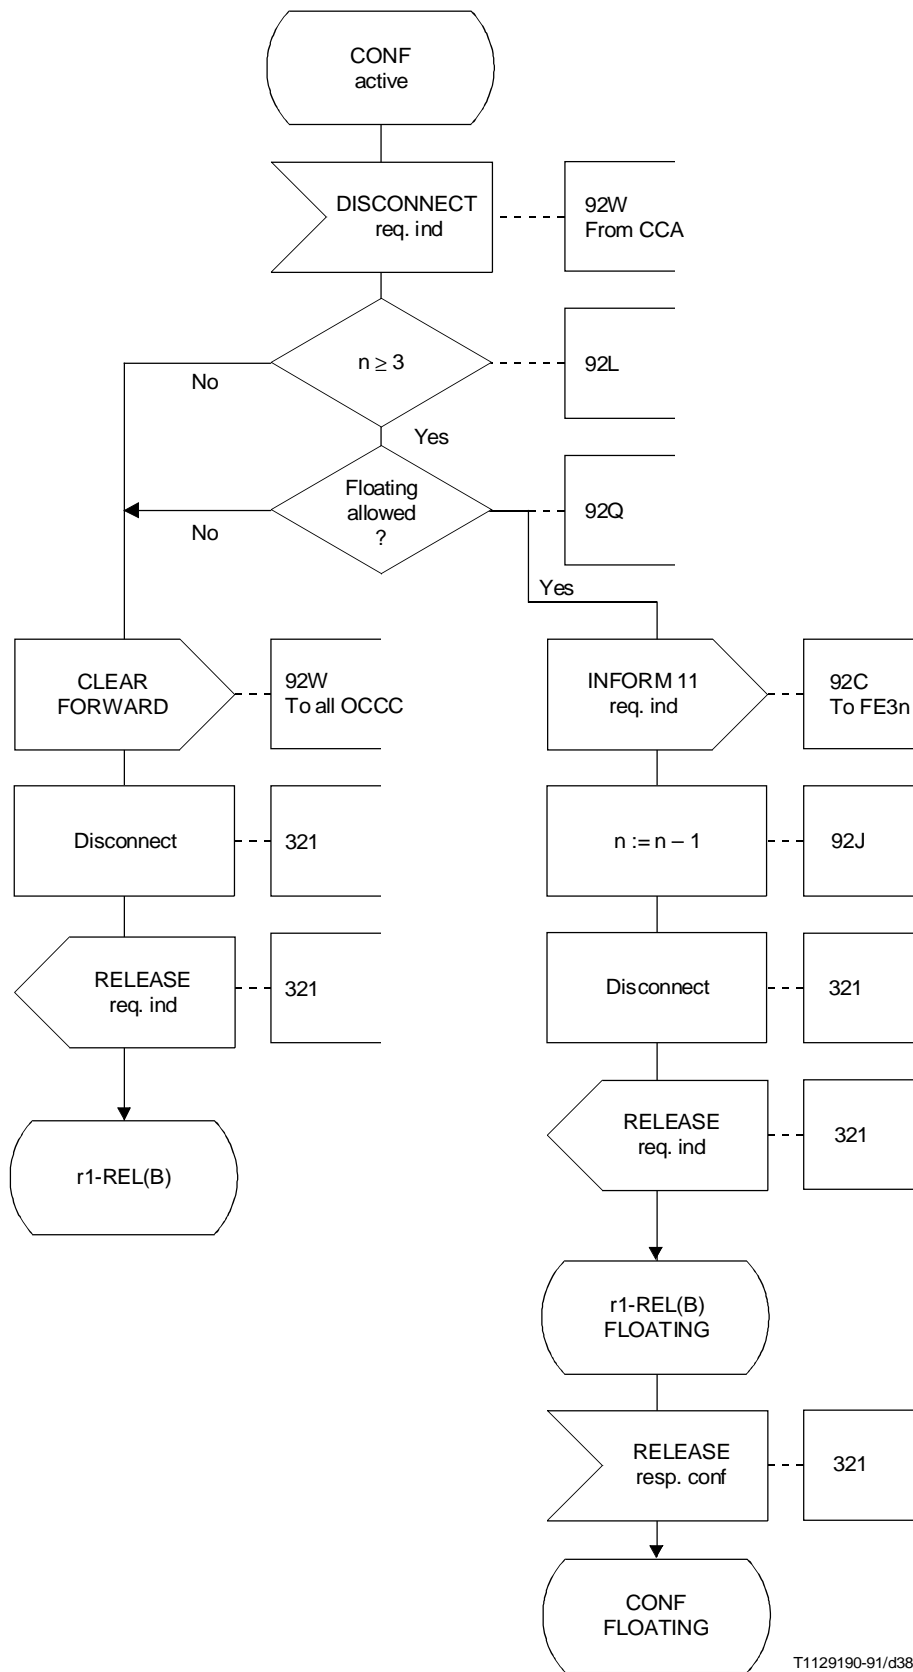 CONF
active
DISCONNECT
req. ind
92W
From CCA
n ≥ 3
92L
No
Yes
Floating
allowed
?
92Q
No
Yes
CLEAR
FORWARD
92W
To all OCCC
INFORM 11
req. ind
92C
To FE3n
Disconnect
321
n := n – 1
92J
RELEASE
req. ind
321
Disconnect
321
r1-REL(B)
RELEASE
req. ind
321
r1-REL(B)
FLOATING
RELEASE
resp. conf
321
CONF
FLOATING
T1129190-91/d38